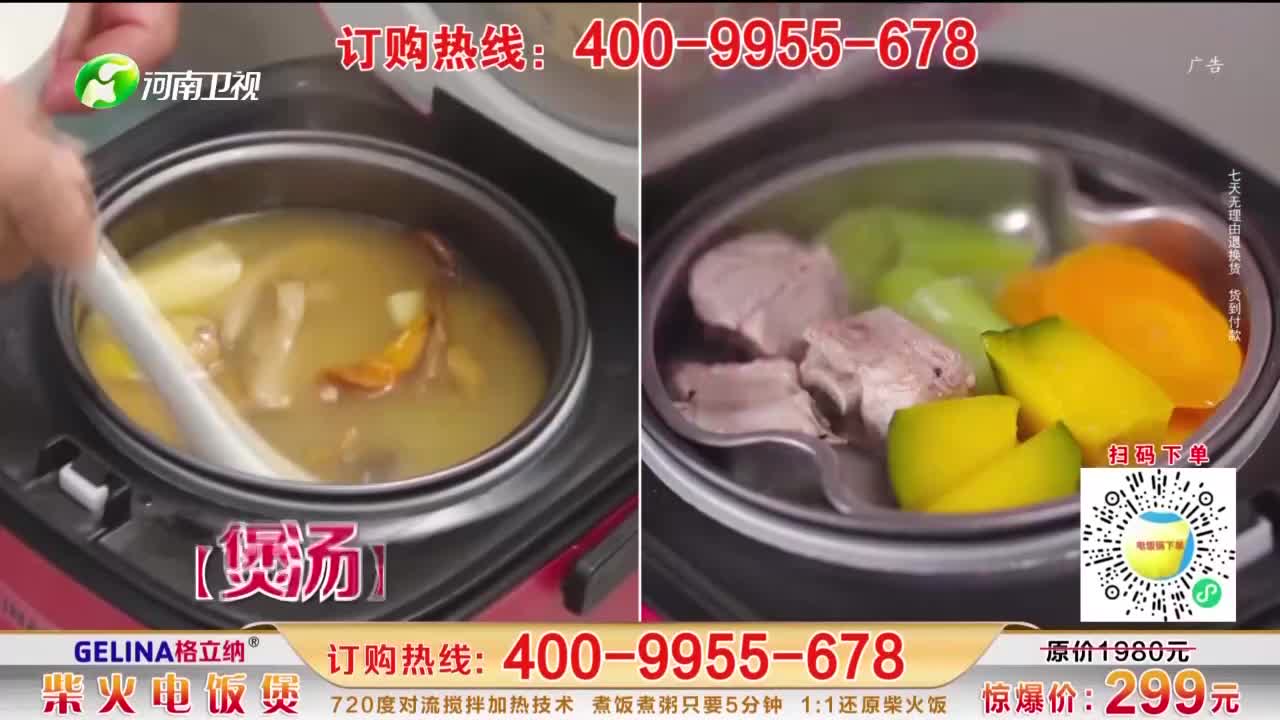 订购热线：400-9955-678
河南卫视
广告
七天无理由退换货 货到付款
扫码下单
电饭锅下单
【煲汤】
GELINA格立纳®
柴火电饭煲
订购热线：400-9955-678
720度对流搅拌加热技术 煮饭煮粥只要5分钟 1:1还原柴火饭
原价1980元
惊爆价：299元